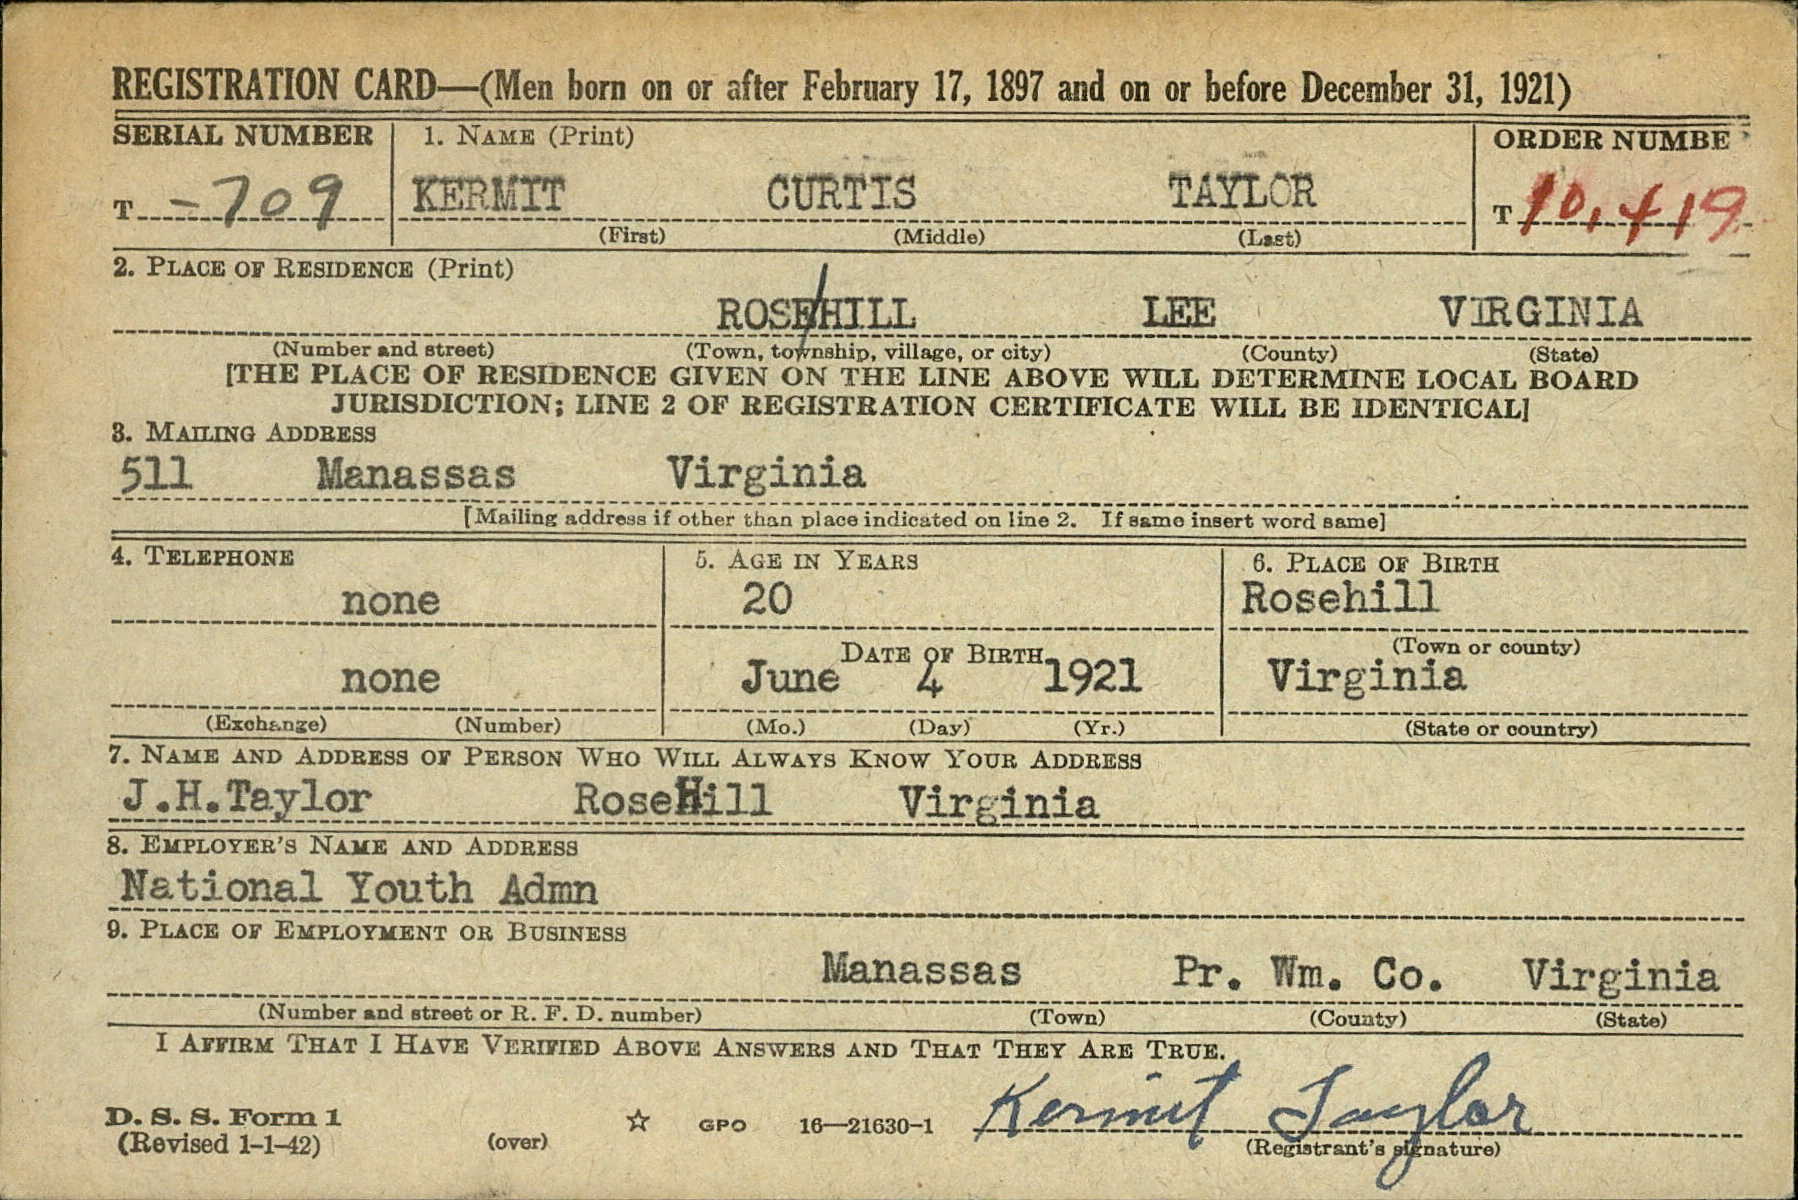 REGISTRATION CARD—(Men born on or after February 17, 1897 and on or before December 31, 1921)
SERIAL NUMBER 1. NAME (Print) ORDER NUMBE
T -709 KERMIT CURTIS TAYLOR T 10,419
(First) (Middle) (Last)
2. PLACE OF RESIDENCE (Print)
ROSE/HILL LEE VIRGINIA
(Number and street) (Town, township, village, or city) (County) (State)
[THE PLACE OF RESIDENCE GIVEN ON THE LINE ABOVE WILL DETERMINE LOCAL BOARD
JURISDICTION; LINE 2 OF REGISTRATION CERTIFICATE WILL BE IDENTICAL]
3. MAILING ADDRESS
511 Manassas Virginia
[Mailing address if other than place indicated on line 2. If same insert word same]
4. TELEPHONE 5. AGE IN YEARS 6. PLACE OF BIRTH
none 20 Rosehill
DATE OF BIRTH (Town or county)
none June 4 1921 Virginia
(Exchange) (Number) (Mo.) (Day) (Yr.) (State or country)
7. NAME AND ADDRESS OF PERSON WHO WILL ALWAYS KNOW YOUR ADDRESS
J.H.Taylor RoseHill Virginia
8. EMPLOYER'S NAME AND ADDRESS
National Youth Admn
9. PLACE OF EMPLOYMENT OR BUSINESS
Manassas Pr. Wm. Co. Virginia
(Number and street or R. F. D. number) (Town) (County) (State)
I AFFIRM THAT I HAVE VERIFIED ABOVE ANSWERS AND THAT THEY ARE TRUE.
Kermit Taylor
D. S. S. Form 1
(Revised 1-1-42) (over) ☆ GPO 16—21630-1 (Registrant's signature)